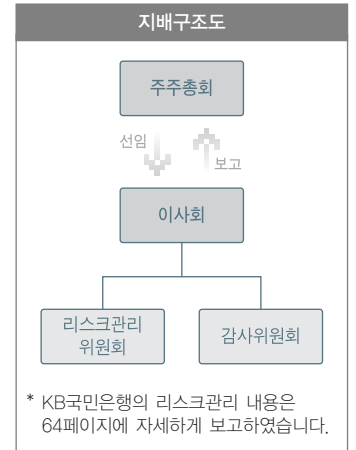 지배구조도
주주총회
선임
보고
이사회
리스크관리
위원회
감사위원회
* KB국민은행의 리스크관리 내용은
64페이지에 자세하게 보고하였습니다.